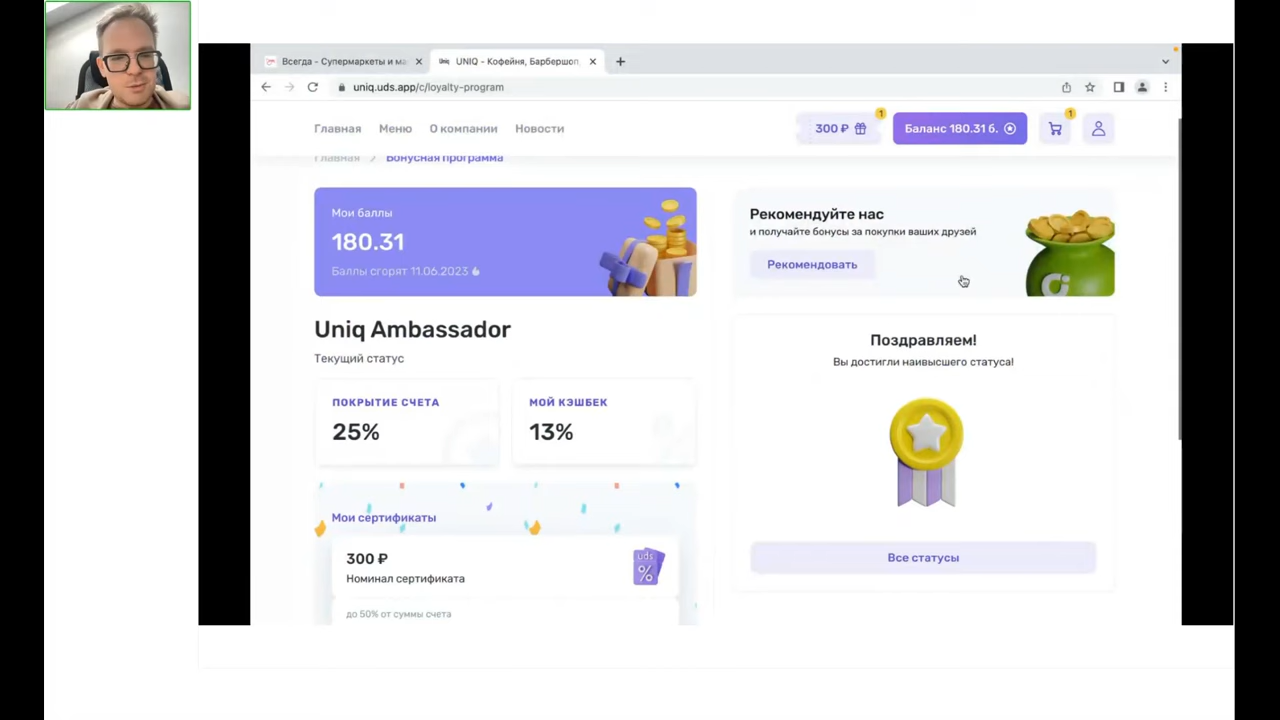 Всегда - Супермаркеты и ма
UNIQ - Кофейня, Барбершоп,
uniq.uds.app/c/loyalty-program
Главная
Меню
О компании
Новости
300 ₽
1
Баланс 180.31 б.
1
Главная
Бонусная программа
Мои баллы
180.31
Баллы сгорят 11.06.2023
Рекомендуйте нас
и получайте бонусы за покупки ваших друзей
Рекомендовать
Uniq Ambassador
Текущий статус
ПОКРЫТИЕ СЧЕТА
25%
МОЙ КЭШБЕК
13%
Поздравляем!
Вы достигли наивысшего статуса!
Все статусы
Мои сертификаты
300 ₽
Номинал сертификата
uds
%
до 50% от суммы счета